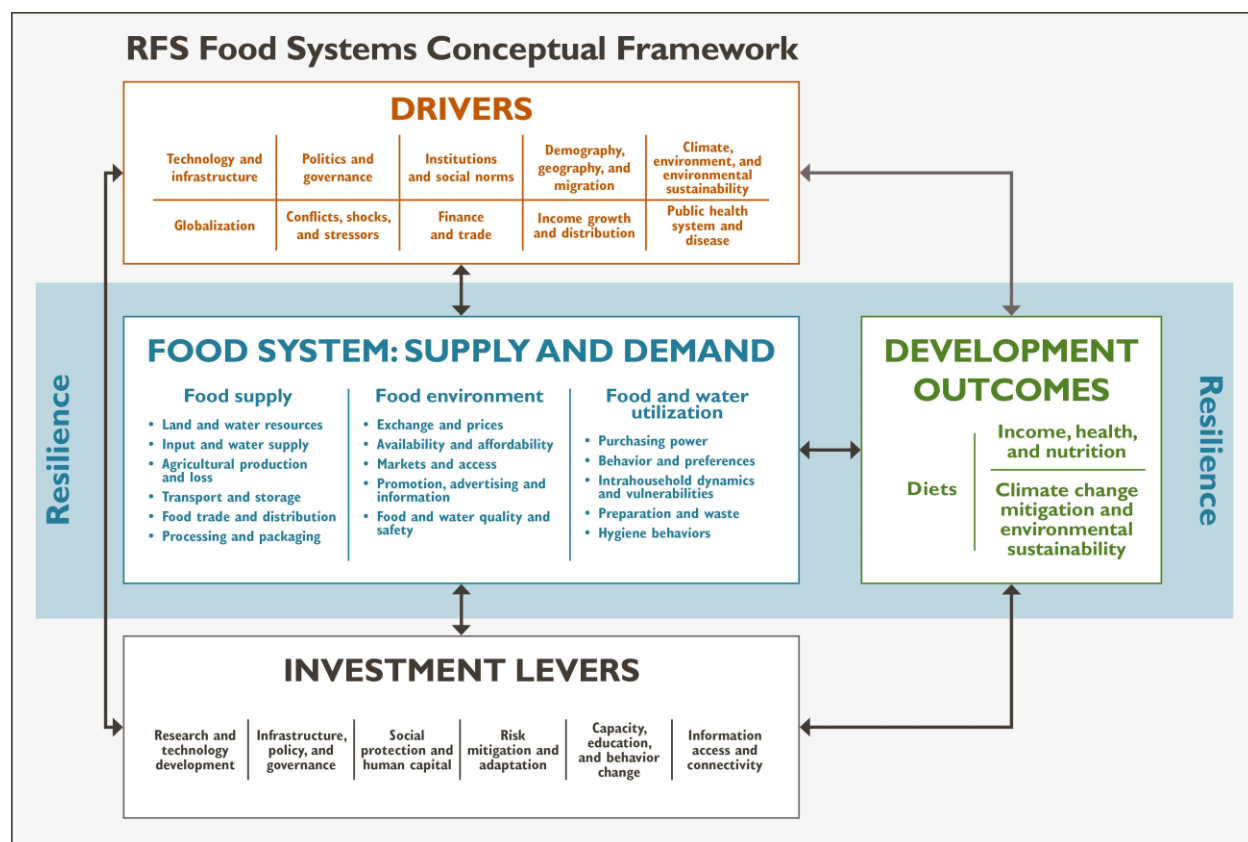 RFS Food Systems Conceptual Framework
DRIVERS
Technology and
infrastructure
Politics and
governance
Institutions
and social norms
Demography,
geography, and
migration
Climate,
environment, and
environmental
sustainability
Globalization
Conflicts, shocks,
and stressors
Finance
and trade
Income growth
and distribution
Public health
system and
disease
Resilience
FOOD SYSTEM: SUPPLY AND DEMAND
Food supply
• Land and water resources
• Input and water supply
• Agricultural production
and loss
• Transport and storage
• Food trade and distribution
• Processing and packaging
Food environment
• Exchange and prices
• Availability and affordability
• Markets and access
• Promotion, advertising and
information
• Food and water quality and
safety
Food and water
utilization
• Purchasing power
• Behavior and preferences
• Intrahousehold dynamics
and vulnerabilities
• Preparation and waste
• Hygiene behaviors
DEVELOPMENT
OUTCOMES
Diets
Income, health,
and nutrition
Climate change
mitigation and
environmental
sustainability
Resilience
INVESTMENT LEVERS
Research and
technology
development
Infrastructure,
policy, and
governance
Social
protection and
human capital
Risk
mitigation and
adaptation
Capacity,
education,
and behavior
change
Information
access and
connectivity